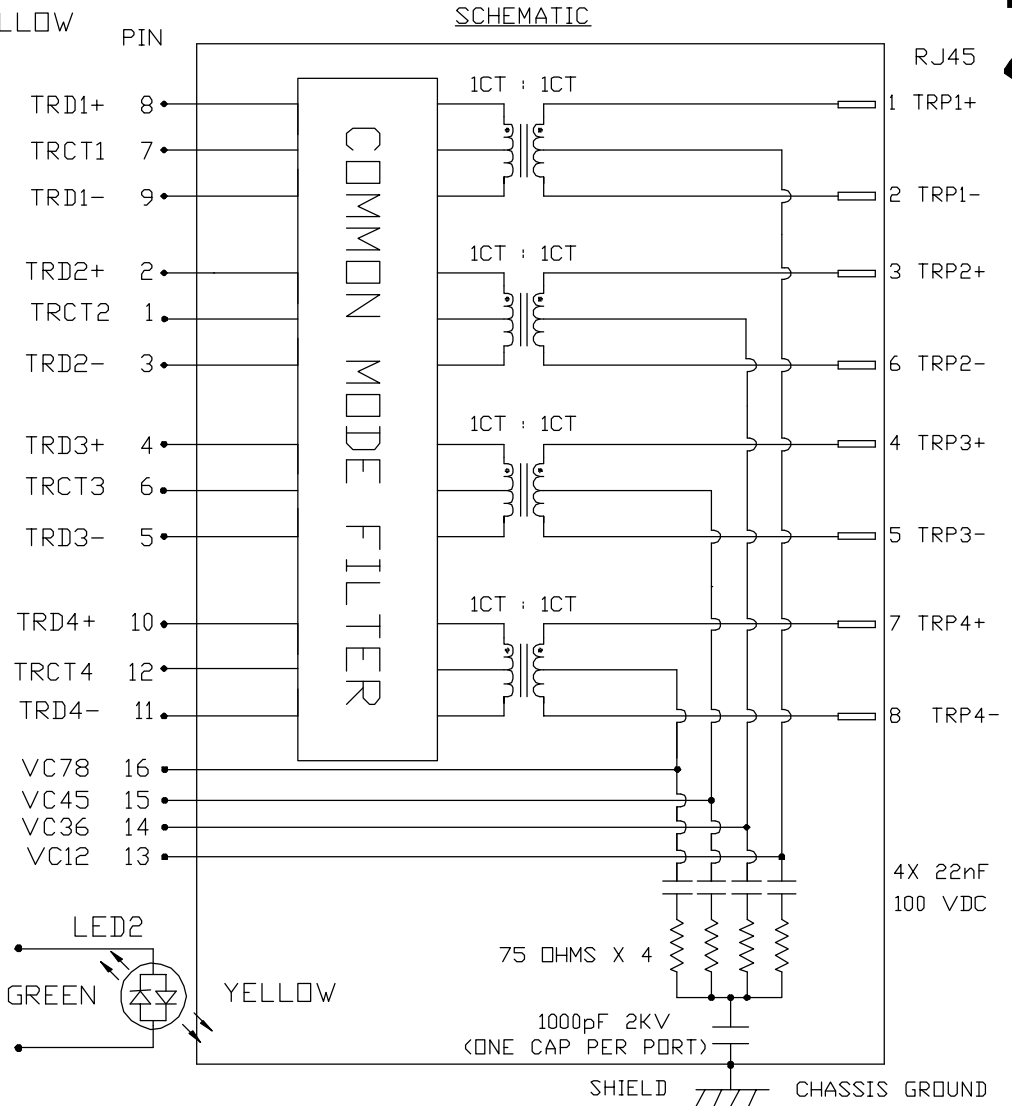 SCHEMATIC
LLOW
PIN
RJ45
1CT : 1CT
TRD1+ 8
1 TRP1+
TRCT1 7
TRD1- 9
2 TRP1-
1CT : 1CT
TRD2+ 2
3 TRP2+
TRCT2 1
TRD2- 3
6 TRP2-
1CT : 1CT
TRD3+ 4
4 TRP3+
TRCT3 6
TRD3- 5
5 TRP3-
1CT : 1CT
TRD4+ 10
7 TRP4+
TRCT4 12
TRD4- 11
8 TRP4-
COMMON MODE FILTER
VC78 16
VC45 15
VC36 14
VC12 13
4X 22nF
100 VDC
LED2
75 OHMS X 4
GREEN
YELLOW
1000pF 2KV
(ONE CAP PER PORT)
SHIELD
CHASSIS GROUND